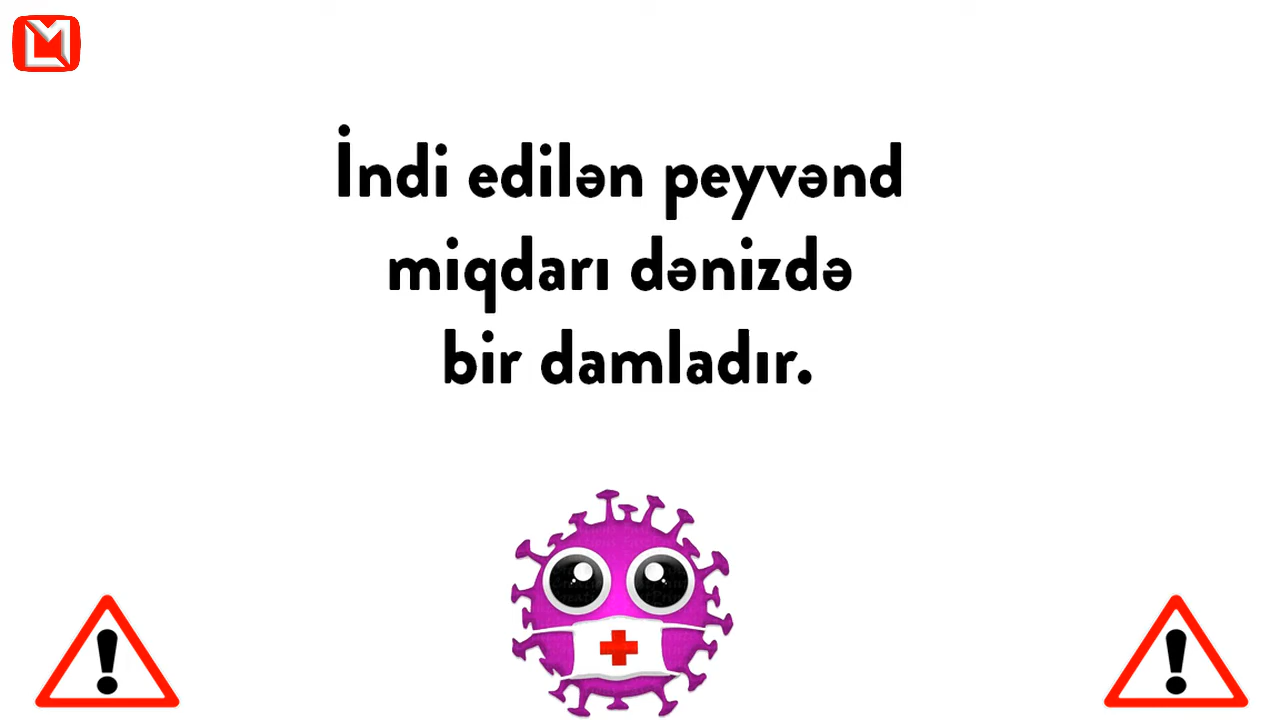 İndi edilən peyvənd
miqdarı dənizdə
bir damladır.